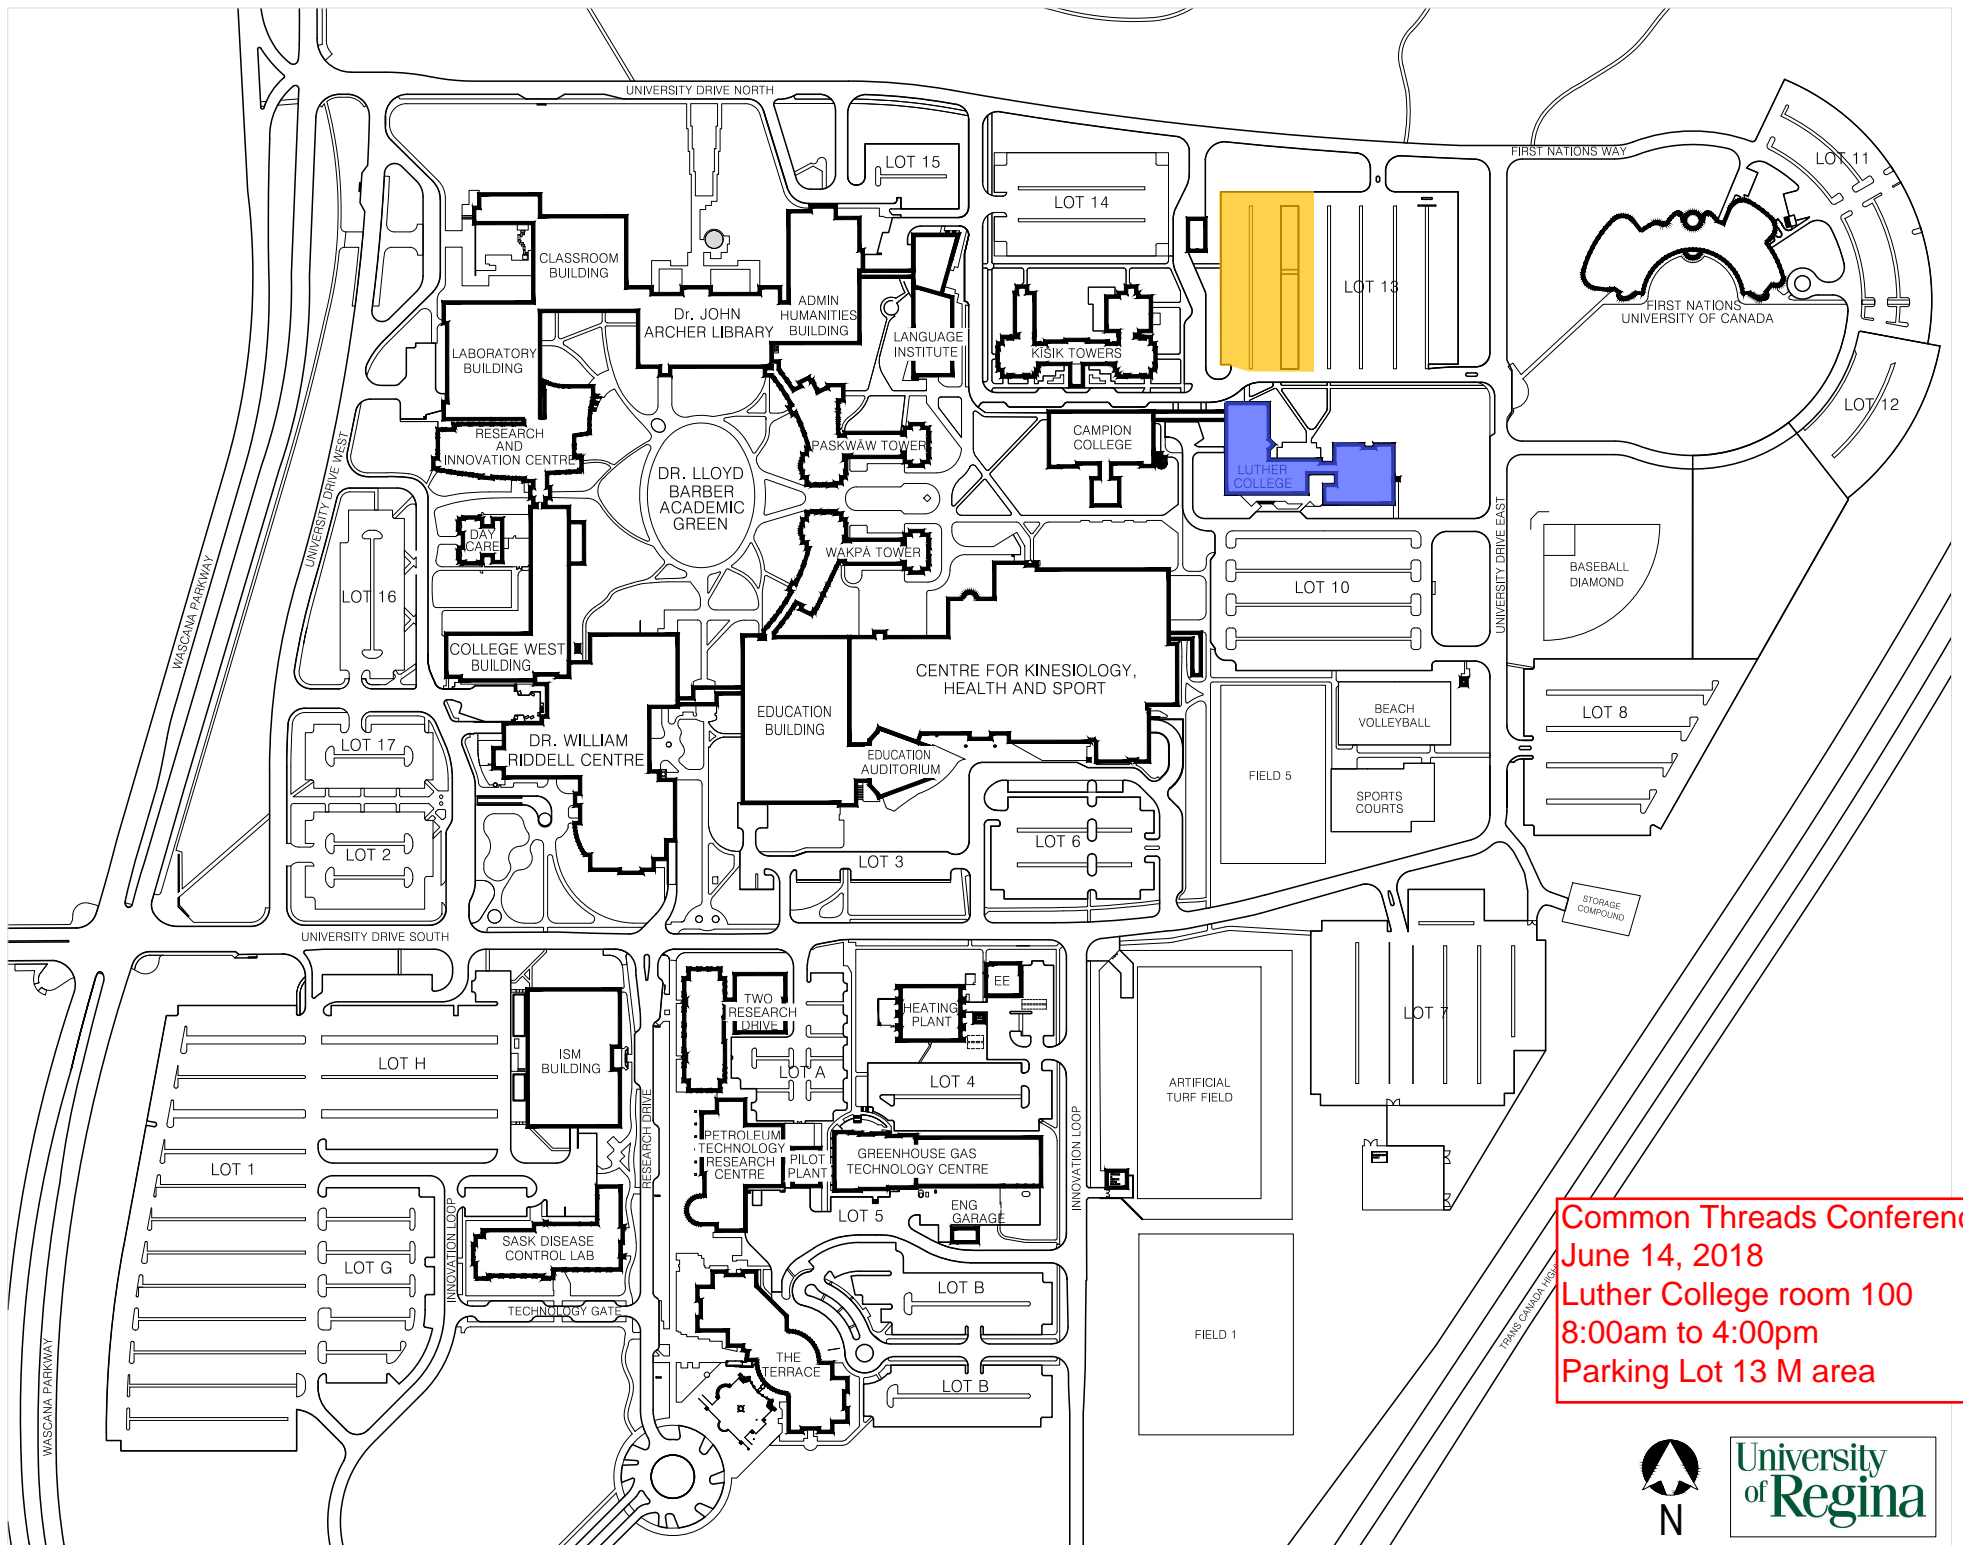 UNIVERSITY DRIVE NORTH
FIRST NATIONS WAY
LOT 15
LOT 11
LOT 14
CLASSROOM
BUILDING
ADMIN
HUMANITIES
BUILDING
Dr. JOHN
ARCHER LIBRARY
LOT 13
FIRST NATIONS
UNIVERSITY OF CANADA
LANGUAGE
INSTITUTE
KĪSIK TOWERS
LABORATORY
BUILDING
LOT 12
RESEARCH
AND
INNOVATION CENTRE
PASKWĀW TOWER
CAMPION
COLLEGE
LUTHER
COLLEGE
DR. LLOYD
BARBER
ACADEMIC
GREEN
UNIVERSITY DRIVE WEST
UNIVERSITY DRIVE EAST
DAY
CARE
WAKPĀ TOWER
BASEBALL
DIAMOND
LOT 16
LOT 10
WASCANA PARKWAY
COLLEGE WEST
BUILDING
CENTRE FOR KINESIOLOGY,
HEALTH AND SPORT
EDUCATION
BUILDING
BEACH
VOLLEYBALL
LOT 8
LOT 17
DR. WILLIAM
RIDDELL CENTRE
EDUCATION
AUDITORIUM
FIELD 5
SPORTS
COURTS
LOT 2
LOT 3
LOT 6
STORAGE
COMPOUND
UNIVERSITY DRIVE SOUTH
EE
TWO
RESEARCH
DRIVE
HEATING
PLANT
LOT 7
ISM
BUILDING
LOT H
LOT A
LOT 4
ARTIFICIAL
TURF FIELD
RESEARCH DRIVE
INNOVATION LOOP
PETROLEUM
TECHNOLOGY
RESEARCH
CENTRE
PILOT
PLANT
GREENHOUSE GAS
TECHNOLOGY CENTRE
LOT 1
LOT 5
ENG
GARAGE
INNOVATION LOOP
SASK DISEASE
CONTROL LAB
LOT G
LOT B
TECHNOLOGY GATE
FIELD 1
THE
TERRACE
LOT B
WASCANA PARKWAY
TRANS CANADA HIGH
Common Threads Conferenc
June 14, 2018
Luther College room 100
8:00am to 4:00pm
Parking Lot 13 M area
N
University
of Regina